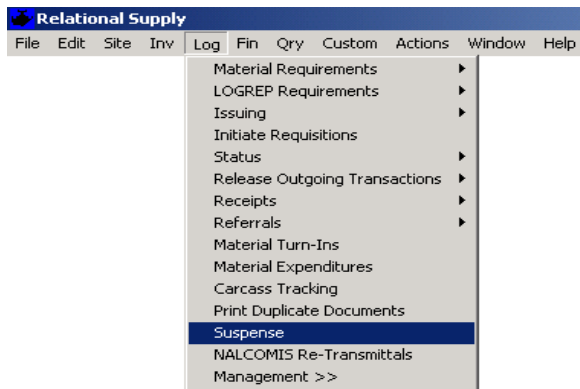 Relational Supply
File Edit Site Inv Log Fin Qry Custom Actions Window Help
Material Requirements
LOGREP Requirements
Issuing
Initiate Requisitions
Status
Release Outgoing Transactions
Receipts
Referrals
Material Turn-Ins
Material Expenditures
Carcass Tracking
Print Duplicate Documents
Suspense
NALCOMIS Re-Transmittals
Management >>